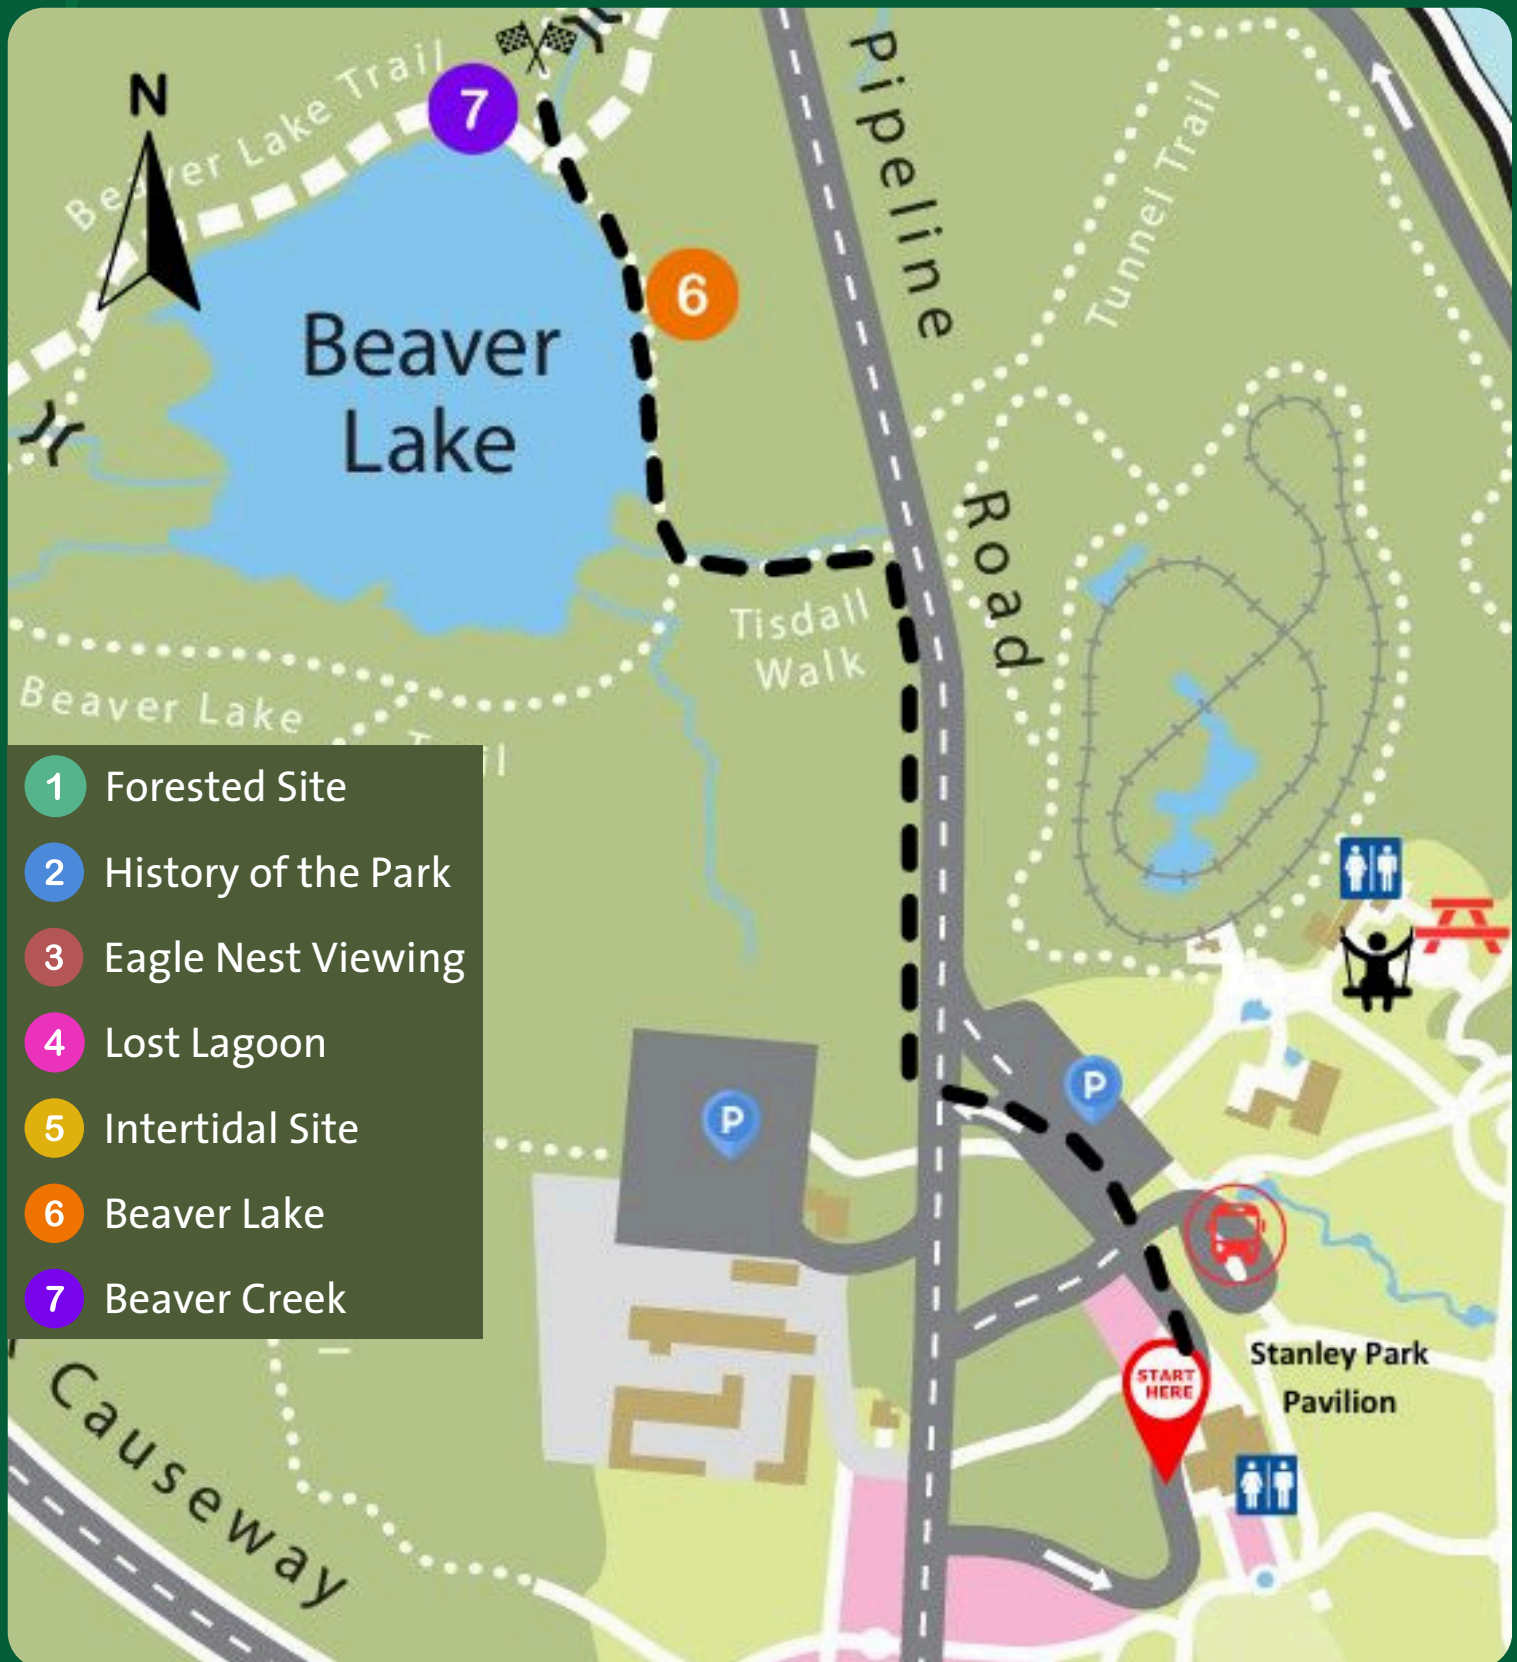 N
Beaver Lake Trail
7
6
Beaver
Lake
Pipeline
Road
Tunnel Trail
Tisdall
Walk
Beaver Lake
1 Forested Site
2 History of the Park
3 Eagle Nest Viewing
4 Lost Lagoon
5 Intertidal Site
6 Beaver Lake
7 Beaver Creek
P
P
START
HERE
Stanley Park
Pavilion
Causeway